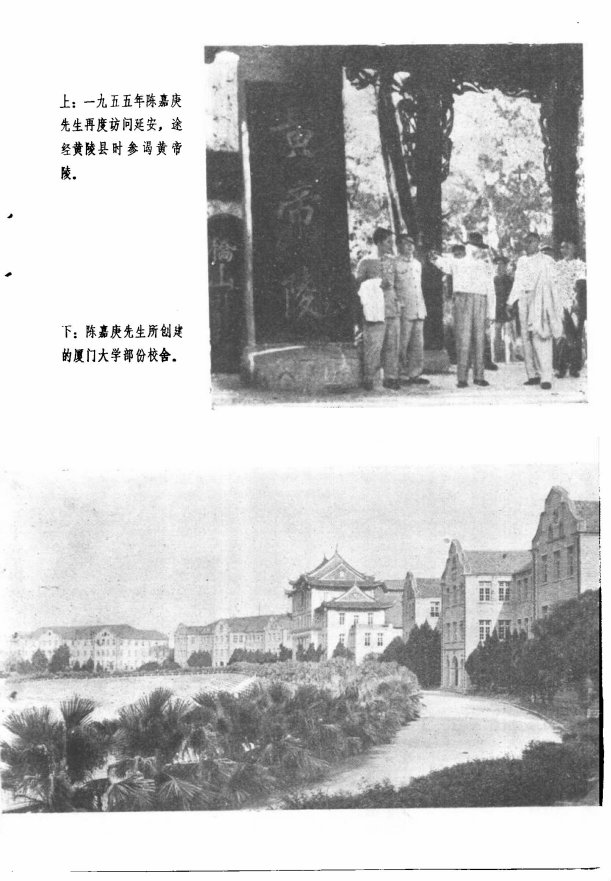 上：一九五五年陈嘉庚
先生再度访问延安，途
经黄陵县时参谒黄帝
陵。
黄帝陵
桥山
下：陈嘉庚先生所创建
的厦门大学部份校舍。